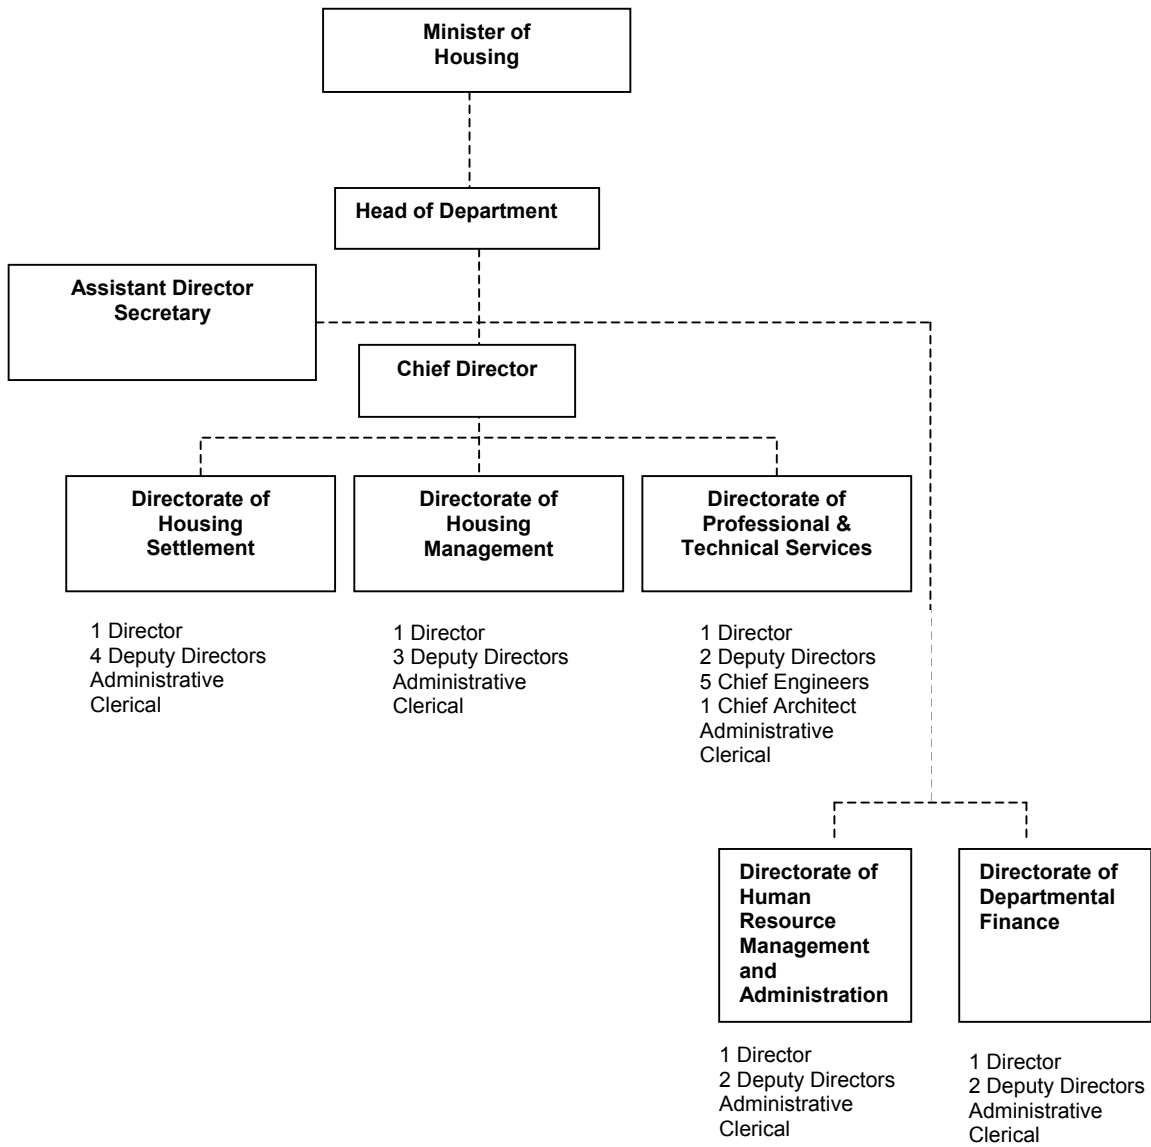 Minister of
Housing
Head of Department
Assistant Director
Secretary
Chief Director
Directorate of
Housing
Settlement
Directorate of
Housing
Management
Directorate of
Professional &
Technical Services
1 Director
4 Deputy Directors
Administrative
Clerical
1 Director
3 Deputy Directors
Administrative
Clerical
1 Director
2 Deputy Directors
5 Chief Engineers
1 Chief Architect
Administrative
Clerical
Directorate of
Human
Resource
Management
and
Administration
Directorate of
Departmental
Finance
1 Director
2 Deputy Directors
Administrative
Clerical
1 Director
2 Deputy Directors
Administrative
Clerical